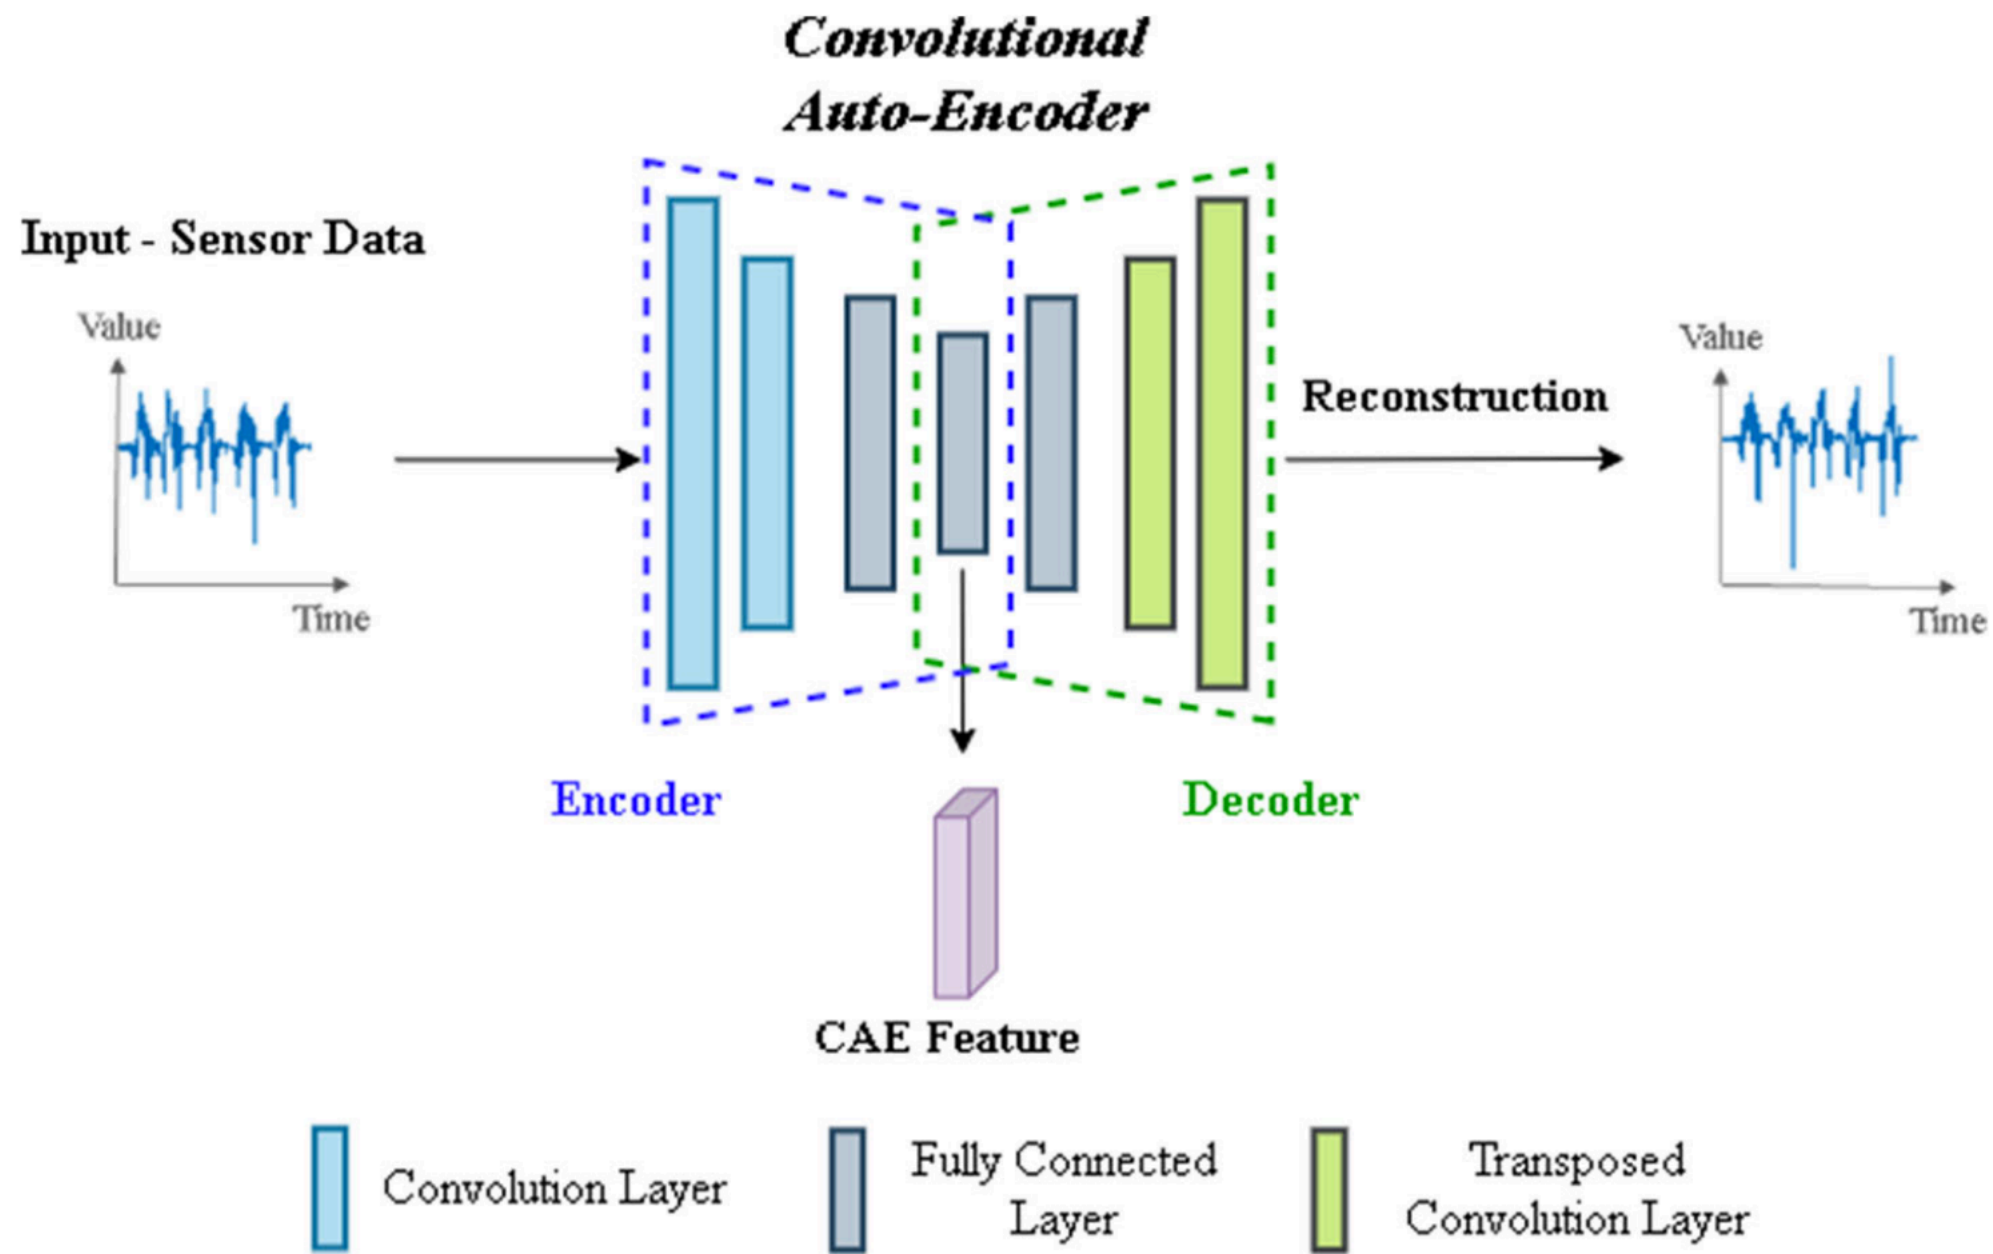 Convolutional
Auto-Encoder
Input - Sensor Data
Value
Time
Reconstruction
Value
Time
Encoder
Decoder
CAE Feature
Convolution Layer
Fully Connected
Layer
Transposed
Convolution Layer